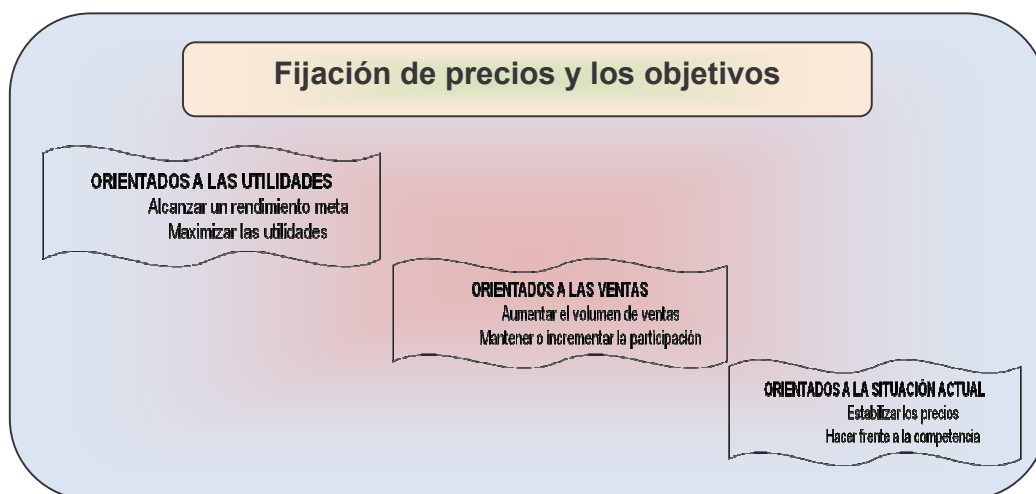 Fijación de precios y los objetivos
ORIENTADOS A LAS UTILIDADES
Alcanzar un rendimiento meta
Maximizar las utilidades
ORIENTADOS A LAS VENTAS
Aumentar el volumen de ventas
Mantener o incrementar la participación
ORIENTADOS A LA SITUACIÓN ACTUAL
Estabilizar los precios
Hacer frente a la competencia